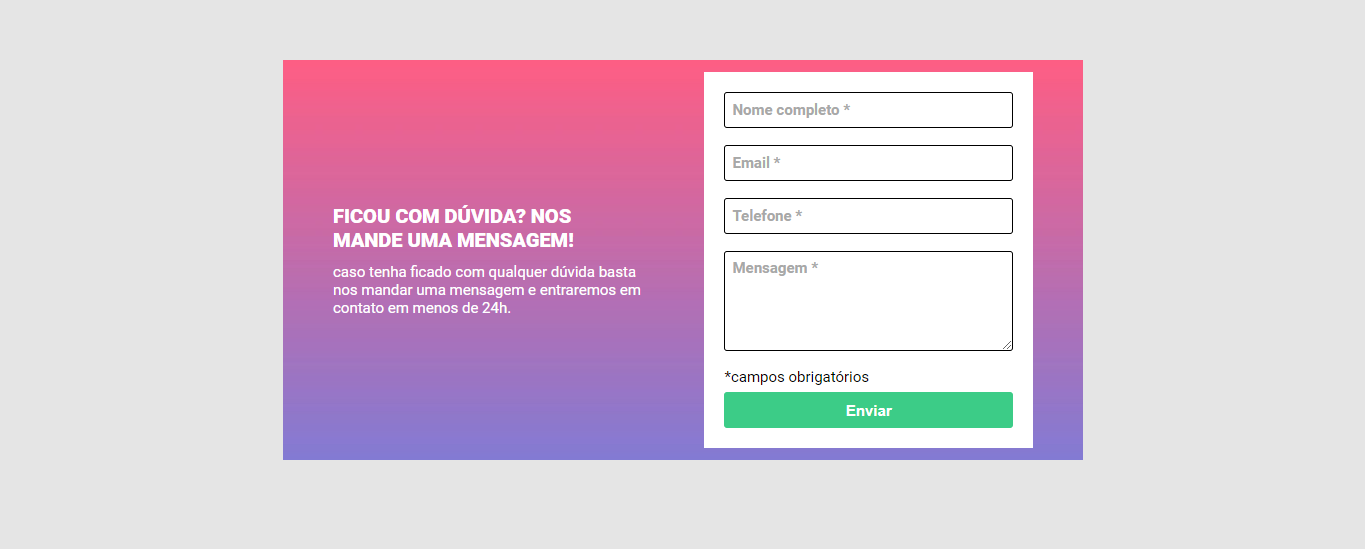 FICOU COM DÚVIDA? NOS
MANDE UMA MENSAGEM!
caso tenha ficado com qualquer dúvida basta
nos mandar uma mensagem e entraremos em
contato em menos de 24h.
Nome completo *
Email *
Telefone *
Mensagem *
*campos obrigatórios
Enviar